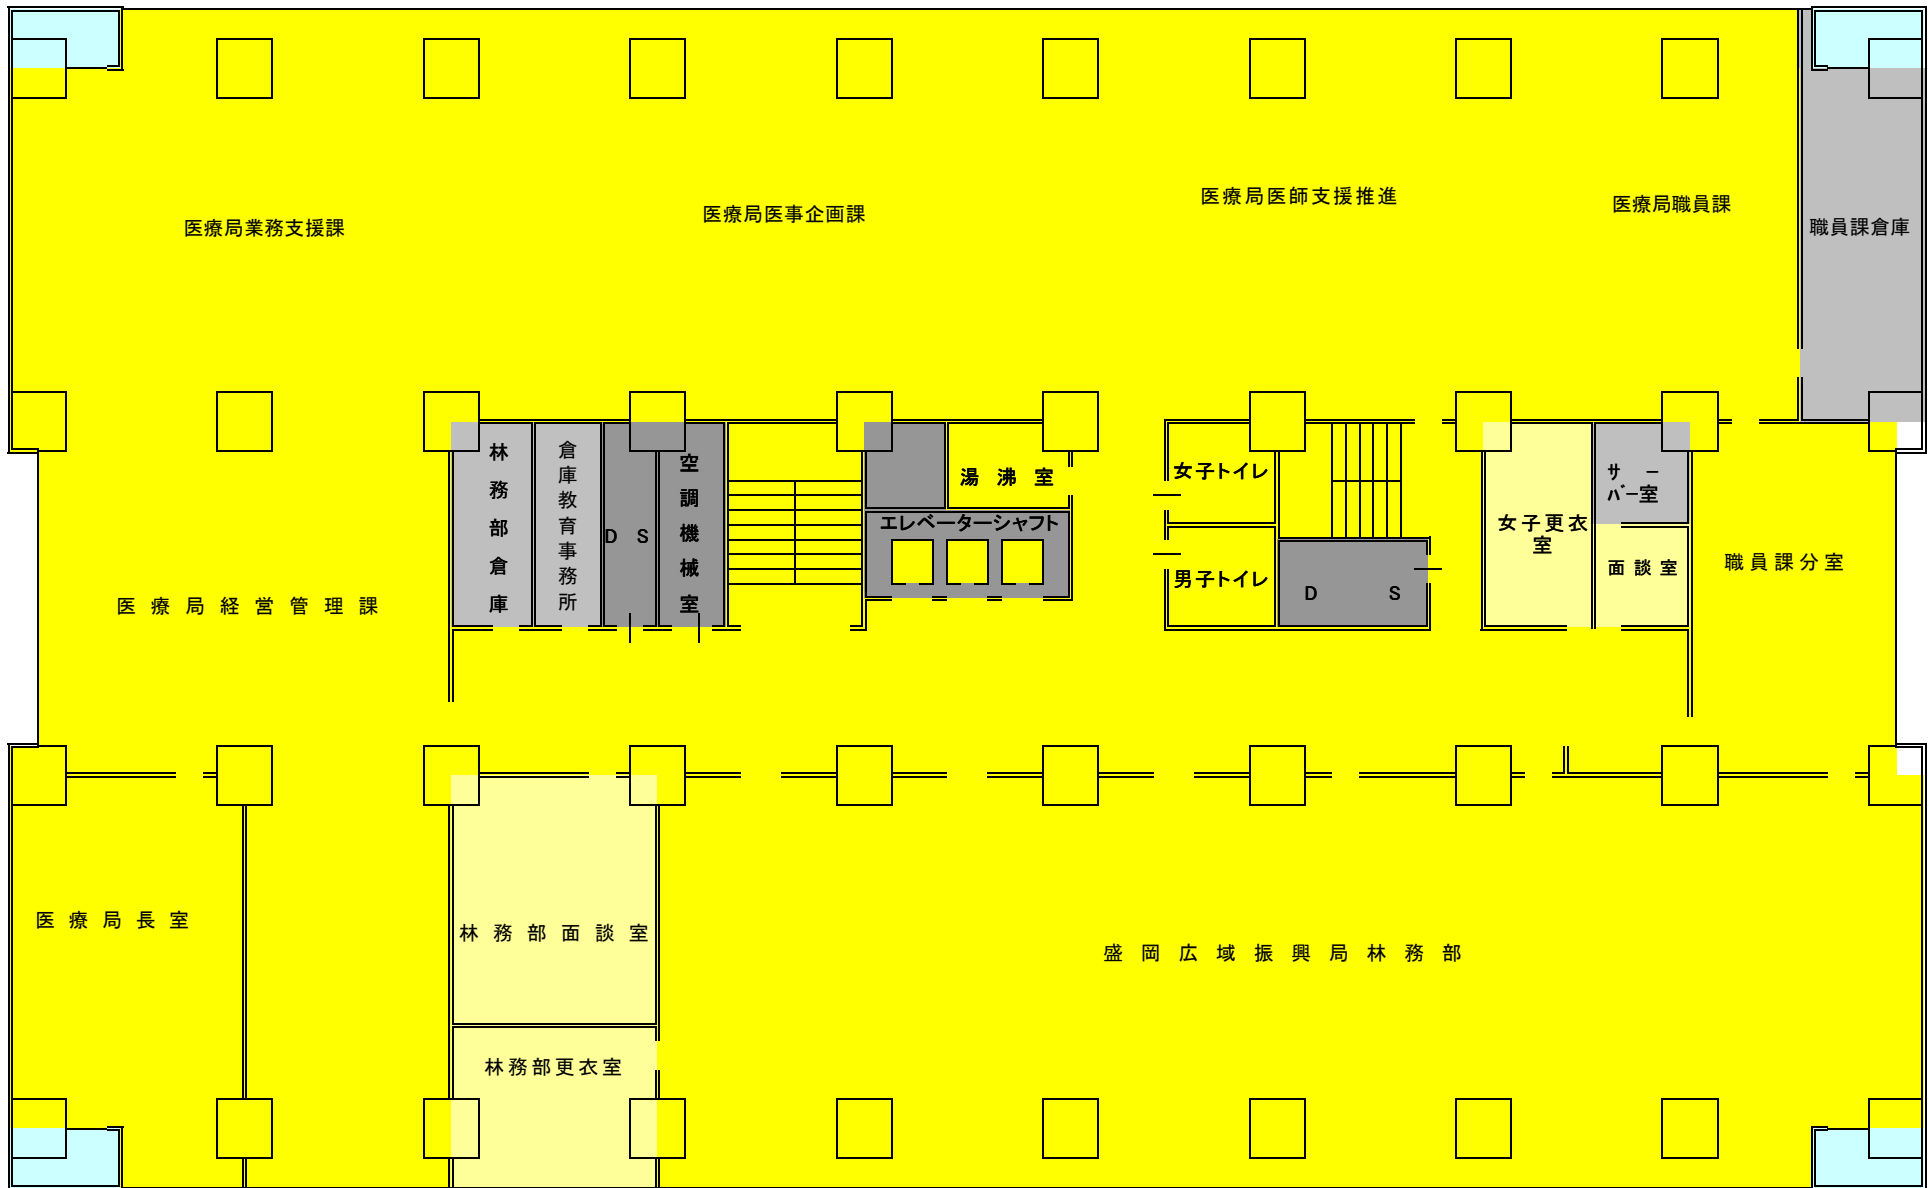 医療局業務支援課
医療局医事企画課
医療局医師支援推進
医療局職員課
職員課倉庫
林務部倉庫
倉庫教育事務所
D S
空調機械室
湯沸室
エレベーターシャフト
女子トイレ
男子トイレ
D S
女子更衣
室
サー
バー室
面談室
職員課分室
医療局経営管理課
医療局長室
林務部面談室
盛岡広域振興局林務部
林務部更衣室